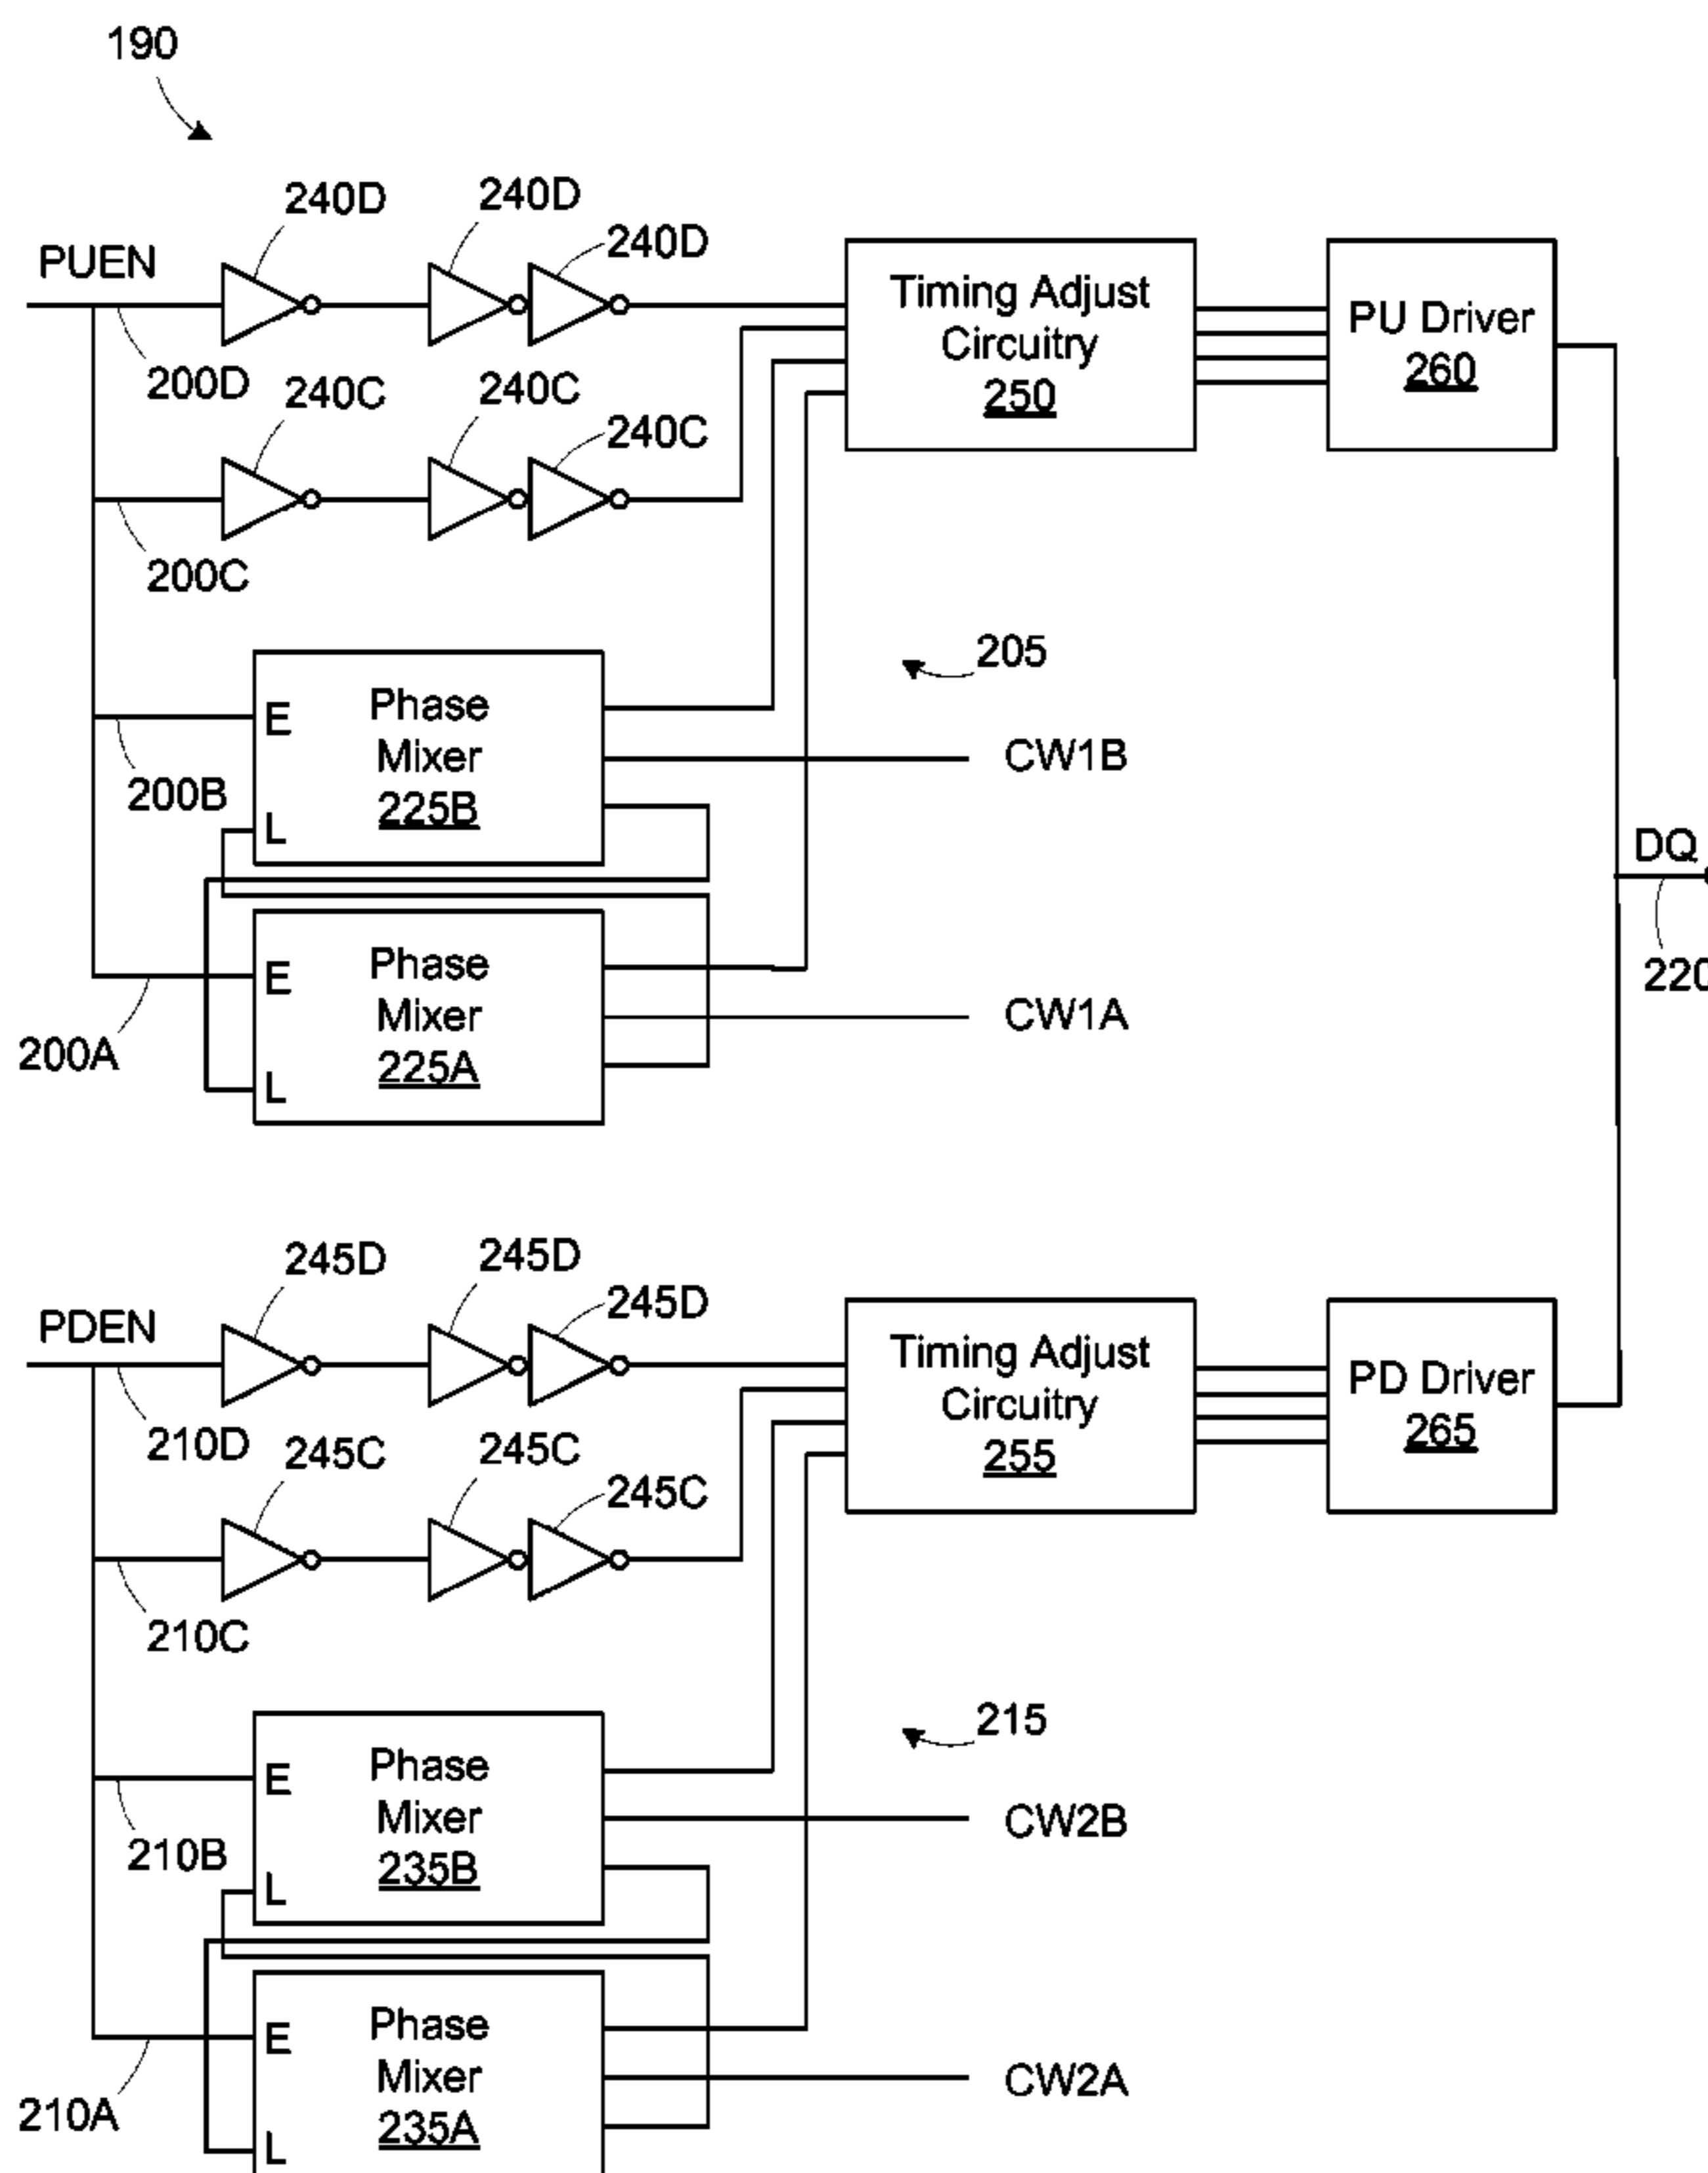 190
240D
240D
240D
PUEN
200D
240C
240C
240C
200C
Timing Adjust
Circuitry
250
PU Driver
260
205
E
Phase
Mixer
225B
L
CW1B
200B
DQ
220
E
Phase
Mixer
225A
L
CW1A
200A
245D
245D
245D
PDEN
210D
245C
245C
245C
210C
Timing Adjust
Circuitry
255
PD Driver
265
215
E
Phase
Mixer
235B
L
CW2B
210B
E
Phase
Mixer
235A
L
CW2A
210A